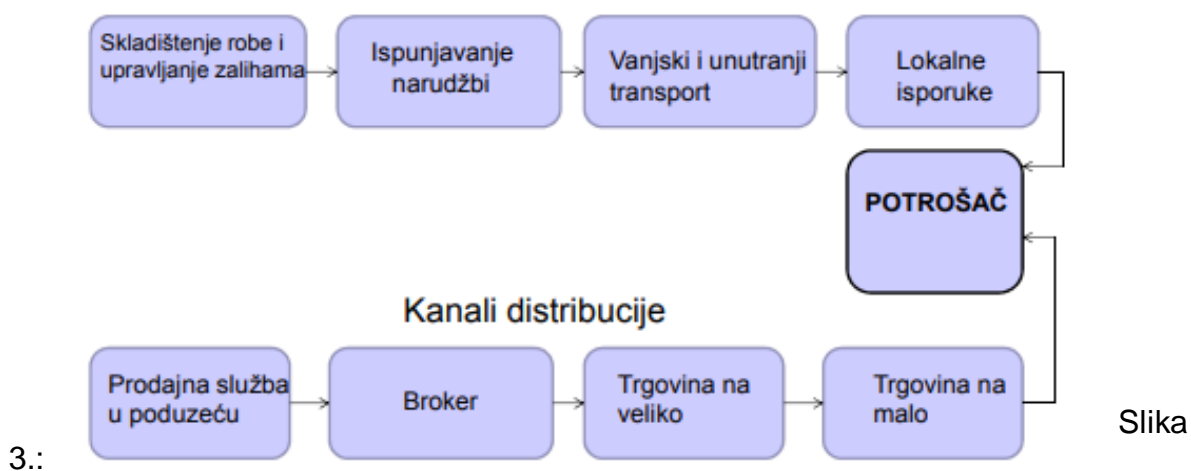 Skladištenje robe i
upravljanje zalihama
Ispunjavanje
narudžbi
Vanjski i unutranji
transport
Lokalne
isporuke
POTROŠAČ
Kanali distribucije
Prodajna služba
u poduzeću
Broker
Trgovina na
veliko
Trgovina na
malo
Slika
3.: